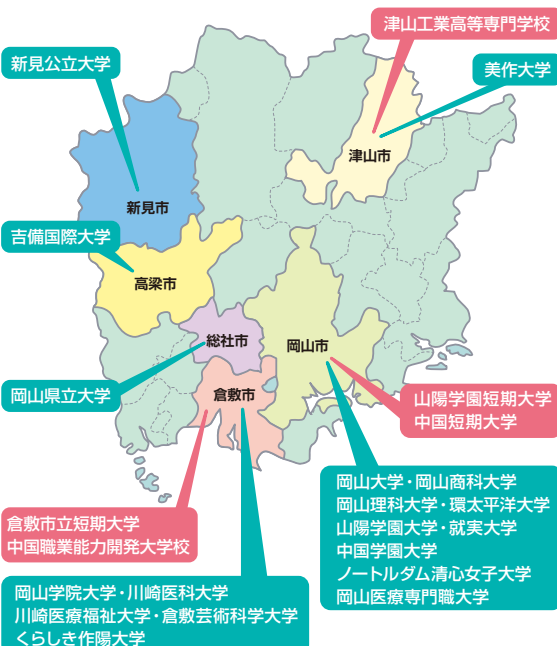 津山工業高等専門学校
新見公立大学
美作大学
津山市
新見市
吉備国際大学
高梁市
総社市
岡山市
岡山県立大学
倉敷市
山陽学園短期大学
中国短期大学
岡山大学・岡山商科大学
岡山理科大学・環太平洋大学
山陽学園大学・就実大学
中国学園大学
ノートルダム清心女子大学
岡山医療専門職大学
倉敷市立短期大学
中国職業能力開発大学校
岡山学院大学・川崎医科大学
川崎医療福祉大学・倉敷芸術科学大学
くらしき作陽大学